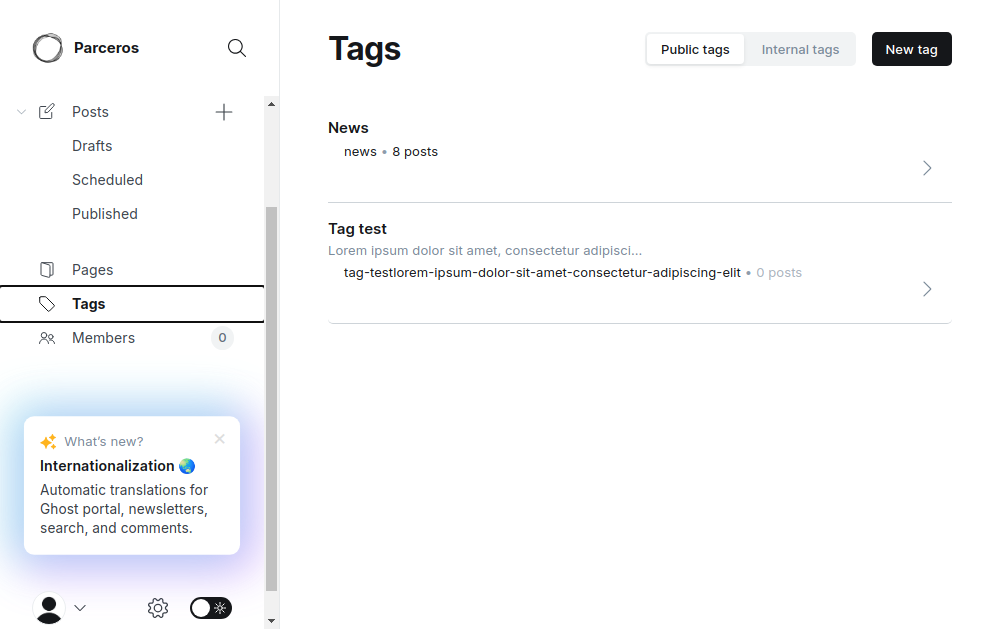 Parceros
Posts
Drafts
Scheduled
Published
Pages
Tags
Members 0
What's new?
Internationalization 🌏
Automatic translations for
Ghost portal, newsletters,
search, and comments.
Tags
Public tags Internal tags New tag
News
news • 8 posts
Tag test
Lorem ipsum dolor sit amet, consectetur adipisci...
tag-testlorem-ipsum-dolor-sit-amet-consectetur-adipiscing-elit • 0 posts